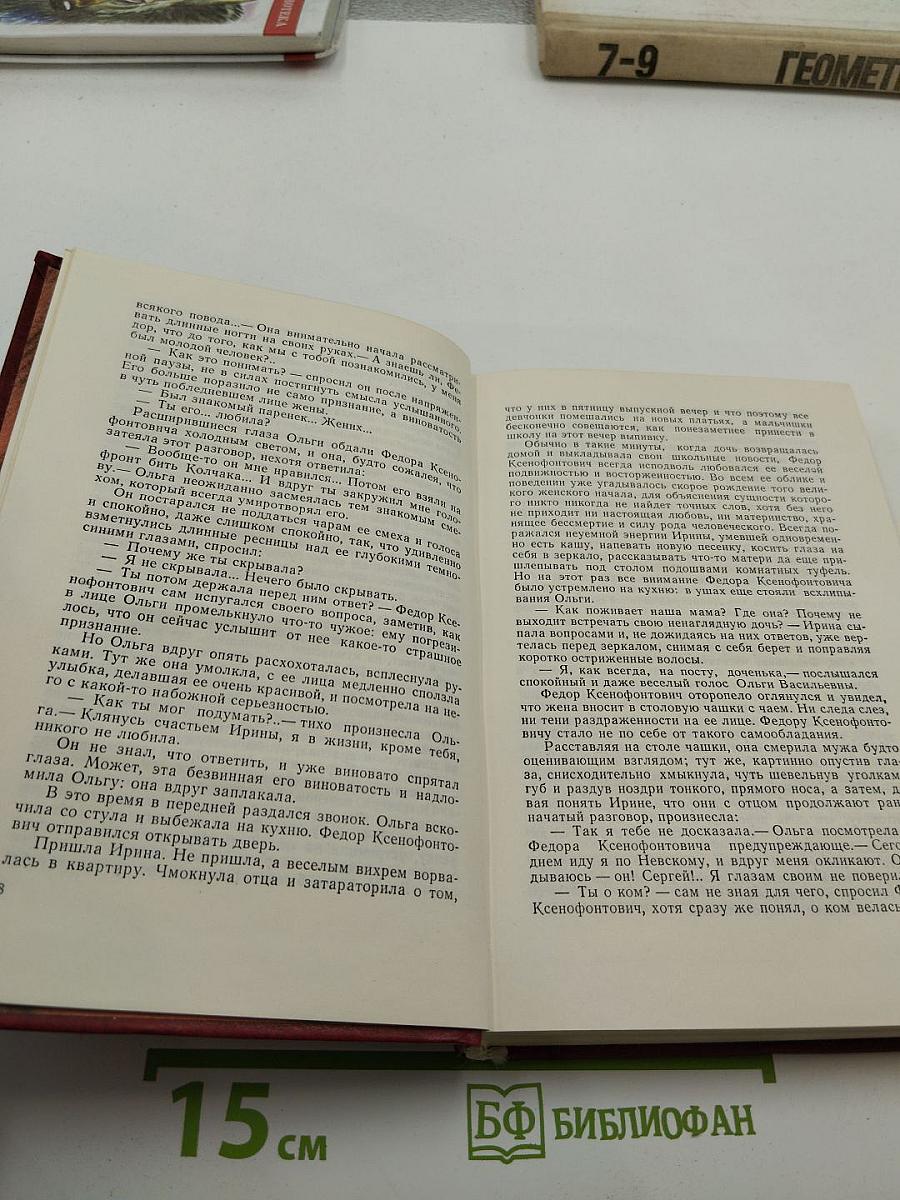 ИОТЕКА
7-9
ГЕОМЕТ
всякого повода...— Она внимательно начала рассматри-
вать длинные ногти на своих руках.— А знаешь ли, Фе-
дор, что до того, как мы с тобой познакомились, у меня
был молодой человек?..
— Как это понимать? — спросил он после напряжен-
ной паузы, не в силах постигнуть смысла услышанного.
Его больше поразило не само признание, а виноватость
в чуть побледневшем лице жены.
— Был знакомый паренек... Жених...
— Ты его... любила?
Расширившиеся глаза Ольги обдали Федора Ксено-
фонтовича холодным светом, и она, будто сожалея, что
затеяла этот разговор, нехотя ответила:
— Вообще-то он мне нравился... Потом его взяли на
фронт бить Колчака... И вдруг ты закружил мне голо-
ву.— Ольга неожиданно засмеялась тем знакомым сме-
хом, который всегда умиротворял его.
Он постарался не поддаться чарам ее смеха и голоса
и спокойно, даже слишком спокойно, так, что удивленно
взметнулись длинные ресницы над ее глубокими темно-
синими глазами, спросил:
— Почему же ты скрывала?
— Я не скрывала... Нечего было скрывать.
— Ты потом держала перед ним ответ? — Федор Ксе-
нофонтович сам испугался своего вопроса, заметив, как
в лице Ольги промелькнуло что-то чужое: ему погрези-
лось, что он сейчас услышит от нее какое-то страшное
признание.
Но Ольга вдруг опять расхохоталась, всплеснула ру-
ками. Тут же она умолкла, с ее лица медленно сползла
улыбка, делавшая ее очень красивой, и посмотрела на не-
го с какой-то набожной серьезностью.
— Как ты мог подумать?..— тихо произнесла Оль-
га.— Клянусь счастьем Ирины, я в жизни, кроме тебя,
никого не любила.
Он не знал, что ответить, и уже виновато спрятал
глаза. Может, эта безвинная его виноватость и надло-
мила Ольгу: она вдруг заплакала.
В это время в передней раздался звонок. Ольга вско-
чила со стула и выбежала на кухню. Федор Ксенофонто-
вич отправился открывать дверь.
Пришла Ирина. Не пришла, а веселым вихрем ворва-
лась в квартиру. Чмокнула отца и затараторила о том,
8
что у них в пятницу выпускной вечер и что поэтому все
девчонки помешались на новых платьях, а мальчишки
бесконечно совещаются, как понезаметнее принести в
школу на этот вечер выпивку.
Обычно в такие минуты, когда дочь возвращалась
домой и выкладывала свои школьные новости, Федор
Ксенофонтович всегда исподволь любовался ее веселой
подвижностью и восторженностью. Во всем ее облике и
поведении уже угадывалось скорое рождение того вели-
кого женского начала, для объяснения сущности которо-
го никто никогда не найдет точных слов, хотя без него
не приходит ни настоящая любовь, ни материнство, хра-
нящее бессмертие и силу рода человеческого. Всегда по-
ражался неуемной энергии Ирины, умевшей одновремен-
но есть кашу, напевать новую песенку, косить глаза на
себя в зеркало, рассказывать что-то матери да еще при-
шлепывать под столом подошвами комнатных туфель.
Но на этот раз все внимание Федора Ксенофонтовича
было устремлено на кухню: в ушах еще стояли всхлипы-
вания Ольги.
— Как поживает наша мама? Где она? Почему не
выходит встречать свою ненаглядную дочь? — Ирина сы-
пала вопросами и, не дожидаясь на них ответов, уже вер-
телась перед зеркалом, снимая с себя берет и поправляя
коротко остриженные волосы.
— Я, как всегда, на посту, доченька,— послышался
спокойный и даже веселый голос Ольги Васильевны.
Федор Ксенофонтович оторопело оглянулся и увидел,
что жена вносит в столовую чашки с чаем. Ни следа слез,
ни тени раздраженности на ее лице. Федору Ксенофонто-
вичу стало не по себе от такого самообладания.
Расставляя на столе чашки, она смерила мужа будто
оценивающим взглядом; тут же, картинно опустив гла-
за, снисходительно хмыкнула, чуть шевельнув уголкам
губ и раздув ноздри тонкого, прямого носа, а затем, д
вая понять Ирине, что они с отцом продолжают ран
начатый разговор, произнесла:
— Так я тебе не досказала.— Ольга посмотрела
Федора Ксенофонтовича предупреждающе.— Сего
днем иду я по Невскому, и вдруг меня окликают. О
дываюсь — он! Сергей!.. Я глазам своим не повери
— Ты о ком? — сам не зная для чего, спросил Ф
Ксенофонтович, хотя сразу же понял, о ком велась
15 см
БФ БИБЛИОФАН